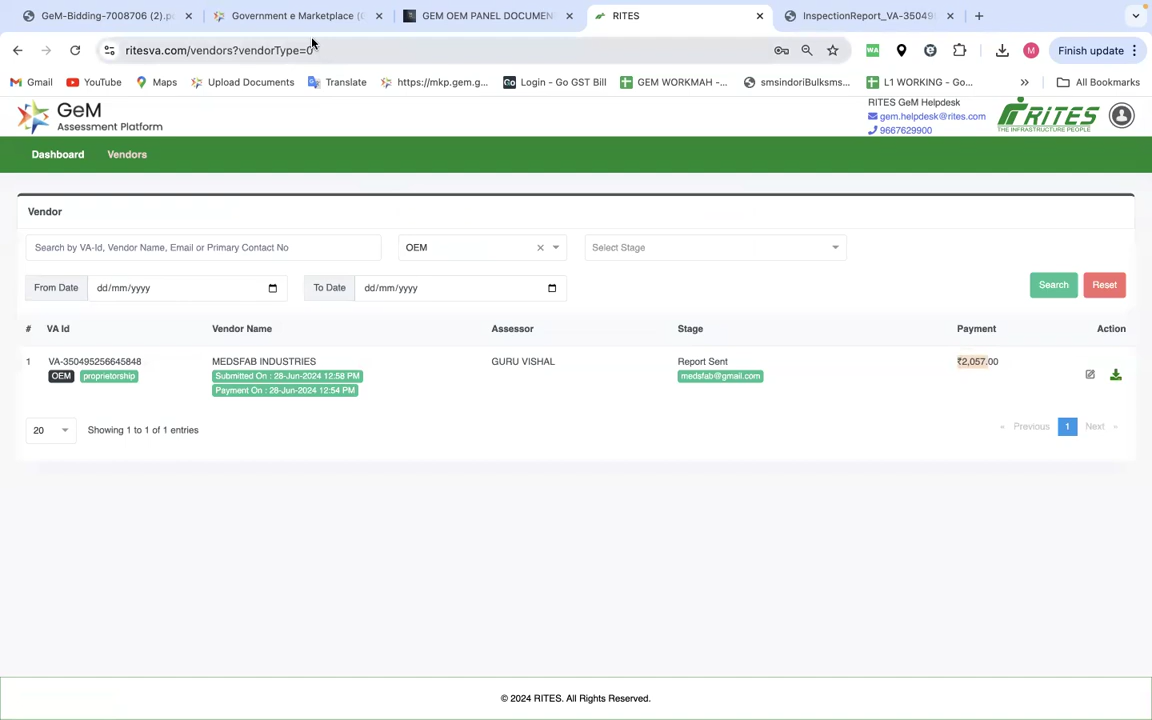 GeM-Bidding-7008706 (2).p
Government e Marketplace (
GEM OEM PANEL DOCUMEN
RITES
InspectionReport_VA-35049
ritesva.com/vendors?vendorType=0
M
Finish update
Gmail
YouTube
Maps
Upload Documents
Translate
https://mkp.gem.g...
Login - Go GST Bill
GEM WORKMAH -...
smsindoriBulksms...
L1 WORKING - Go...
All Bookmarks
GeM
Assessment Platform
RITES GeM Helpdesk
gem.helpdesk@rites.com
9667629900
RITES
THE INFRASTRUCTURE PEOPLE
Dashboard
Vendors
Vendor
Search by VA-Id, Vendor Name, Email or Primary Contact No
OEM
Select Stage
From Date
dd/mm/yyyy
To Date
dd/mm/yyyy
Search
Reset
# VA Id Vendor Name Assessor Stage Payment Action
1 VA-350495256645848 MEDSFAB INDUSTRIES GURU VISHAL Report Sent ₹2,057.00
OEM proprietorship Submitted On : 28-Jun-2024 12:58 PM medsfab@gmail.com
Payment On : 28-Jun-2024 12:54 PM
20 Showing 1 to 1 of 1 entries « Previous 1 Next »
© 2024 RITES. All Rights Reserved.